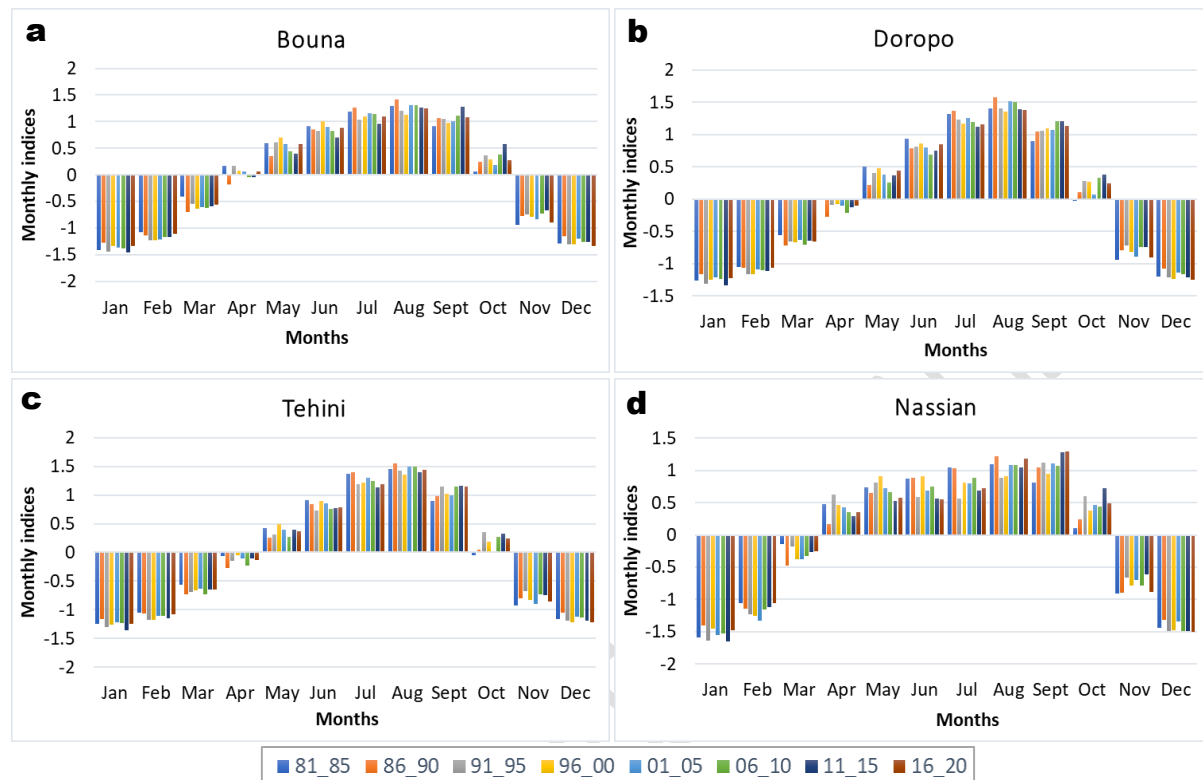 a
Bouna
2
1.5
1
0.5
0
-0.5
-1
-1.5
-2
Monthly indices
Jan Feb Mar Apr May Jun Jul Aug Sept Oct Nov Dec
Months
b
Doropo
2
1.5
1
0.5
0
-0.5
-1
-1.5
Monthly indices
Jan Feb Mar Apr May Jun Jul Aug Sept Oct Nov Dec
Months
c
Tehini
2
1.5
1
0.5
0
-0.5
-1
-1.5
-2
Monthly indices
Jan Feb Mar Apr May Jun Jul Aug Sept Oct Nov Dec
Months
d
Nassian
1.5
1
0.5
0
-0.5
-1
-1.5
-2
Monthly indices
Jan Feb Mar Apr May Jun Jul Aug Sept Oct Nov Dec
Months
81_85 86_90 91_95 96_00 01_05 06_10 11_15 16_20